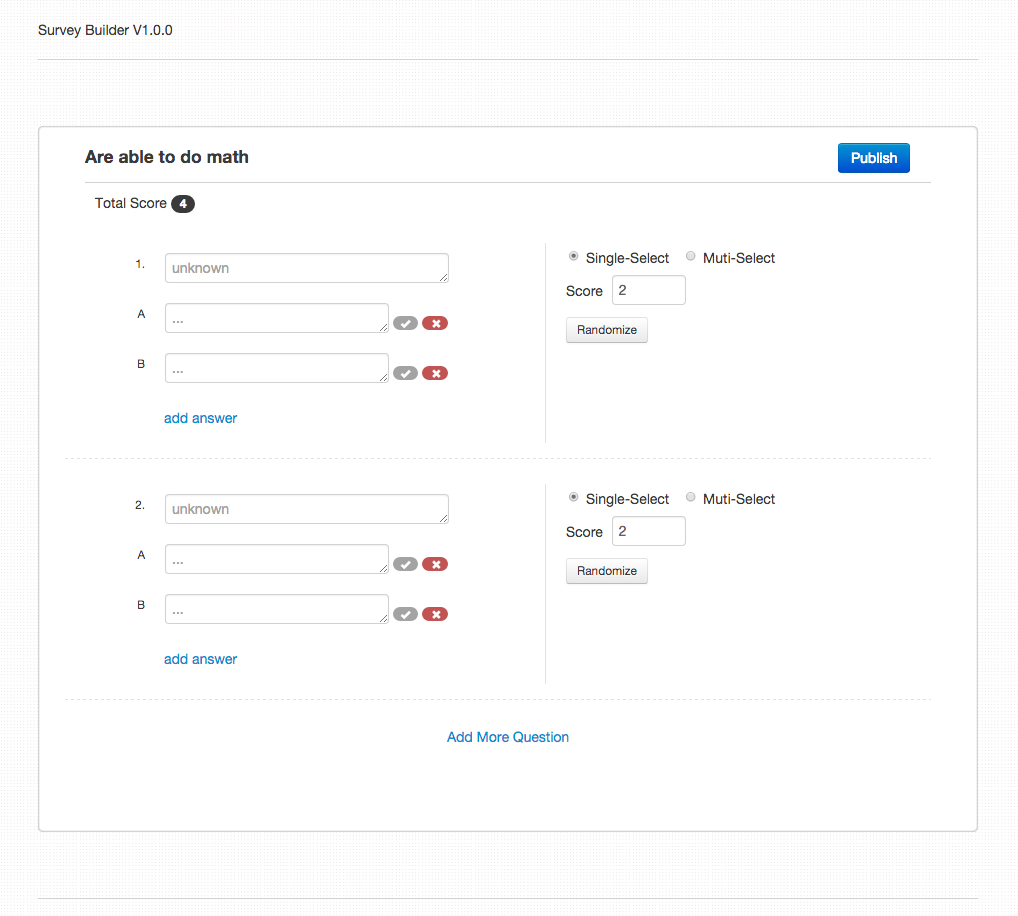 Survey Builder V1.0.0
Are able to do math
Publish
Total Score 4
1.
unknown
A
...
B
...
add answer
Single-Select Muti-Select
Score 2
Randomize
2.
unknown
A
...
B
...
add answer
Single-Select Muti-Select
Score 2
Randomize
Add More Question